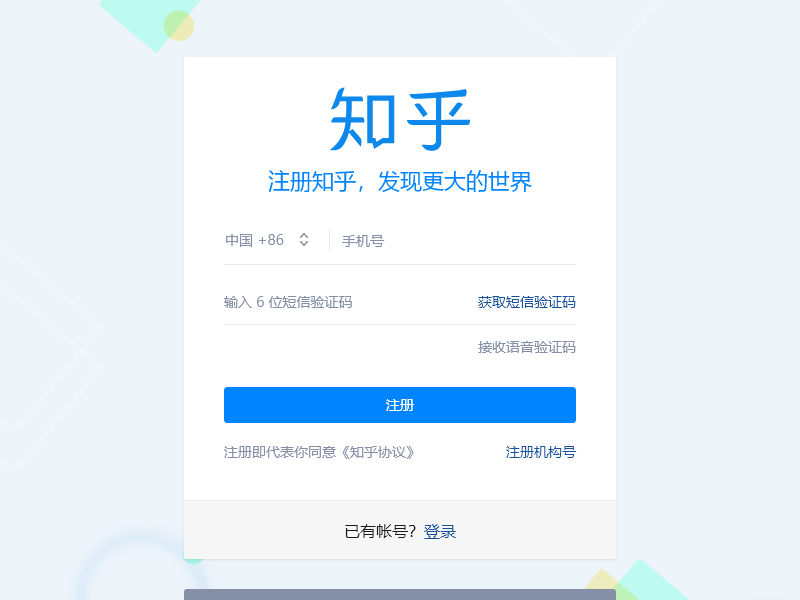 知乎
注册知乎，发现更大的世界
中国 +86 手机号
输入 6 位短信验证码 获取短信验证码
接收语音验证码
注册
注册即代表你同意《知乎协议》 注册机构号
已有帐号？登录